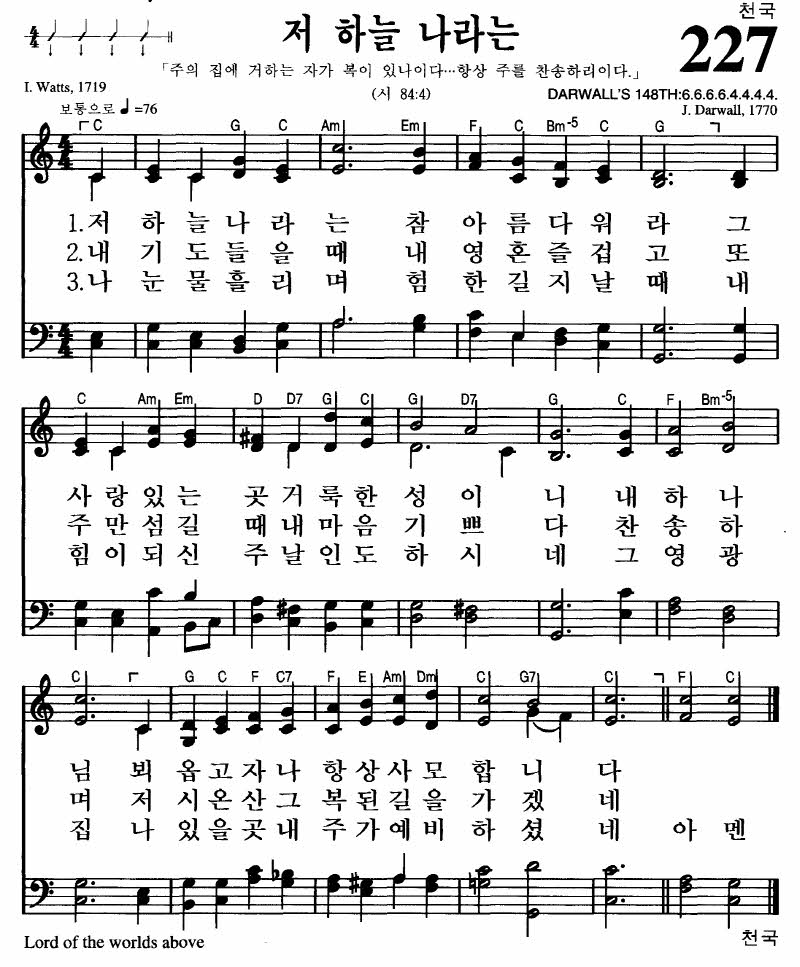 천국
저 하늘 나라는
227
「주의 집에 거하는 자가 복이 있나이다…항상 주를 찬송하리이다.」
I. Watts, 1719
(시 84:4)
DARWALL'S 148TH:6.6.6.6.4.4.4.4.
보통으로 ♩=76
J. Darwall, 1770
C G C Am Em F C Bm-5 C G
1.저 하 늘 나 라 는 참 아 름 다 워 라 그
2.내 기 도 들 을 때 내 영 혼 즐 겁 고 또
3.나 눈 물 흘 리 며 험 한 길 지 날 때 내
C Am Em D D7 G C G D7 G C F Bm-5
사 랑 있 는 곳 거 룩 한 성 이 니 내 하 나
주 만 섬 길 때 내 마 음 기 쁘 다 찬 송 하
힘 이 되 신 주 날 인 도 하 시 네 그 영 광
C G C F C7 F E Am Dm C G7 C F C
님 뵈 옵 고 자 나 항 상 사 모 합 니 다
며 저 시 온 산 그 복 된 길 을 가 겠 네
집 나 있 을 곳 내 주 가 예 비 하 셨 네 아 멘
Lord of the worlds above
천국